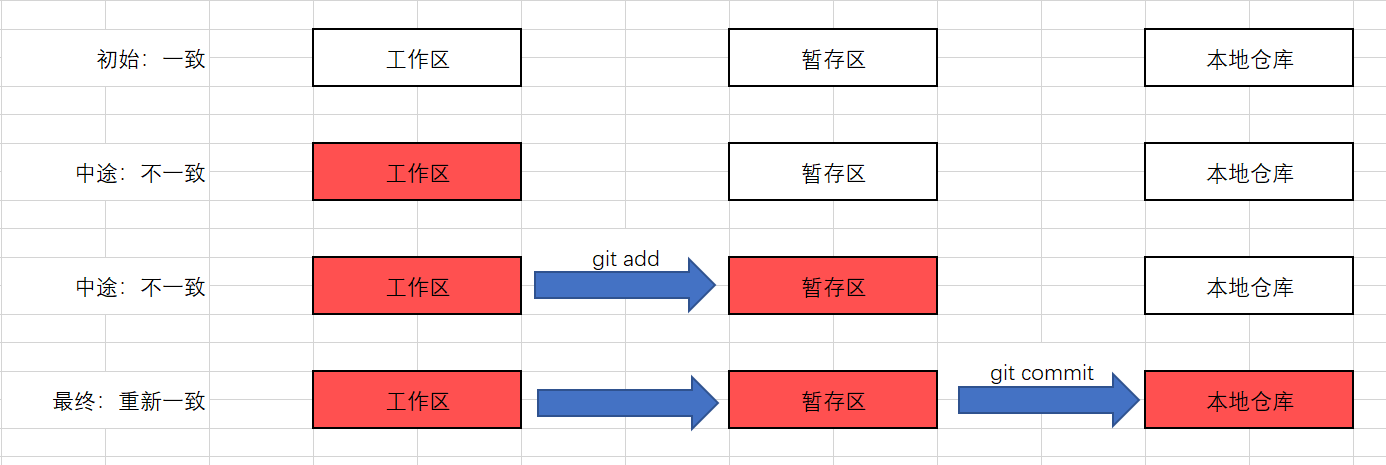 初始：一致 工作区 暂存区 本地仓库
中途：不一致 工作区 暂存区 本地仓库
git add
中途：不一致 工作区 暂存区 本地仓库
git commit
最终：重新一致 工作区 暂存区 本地仓库